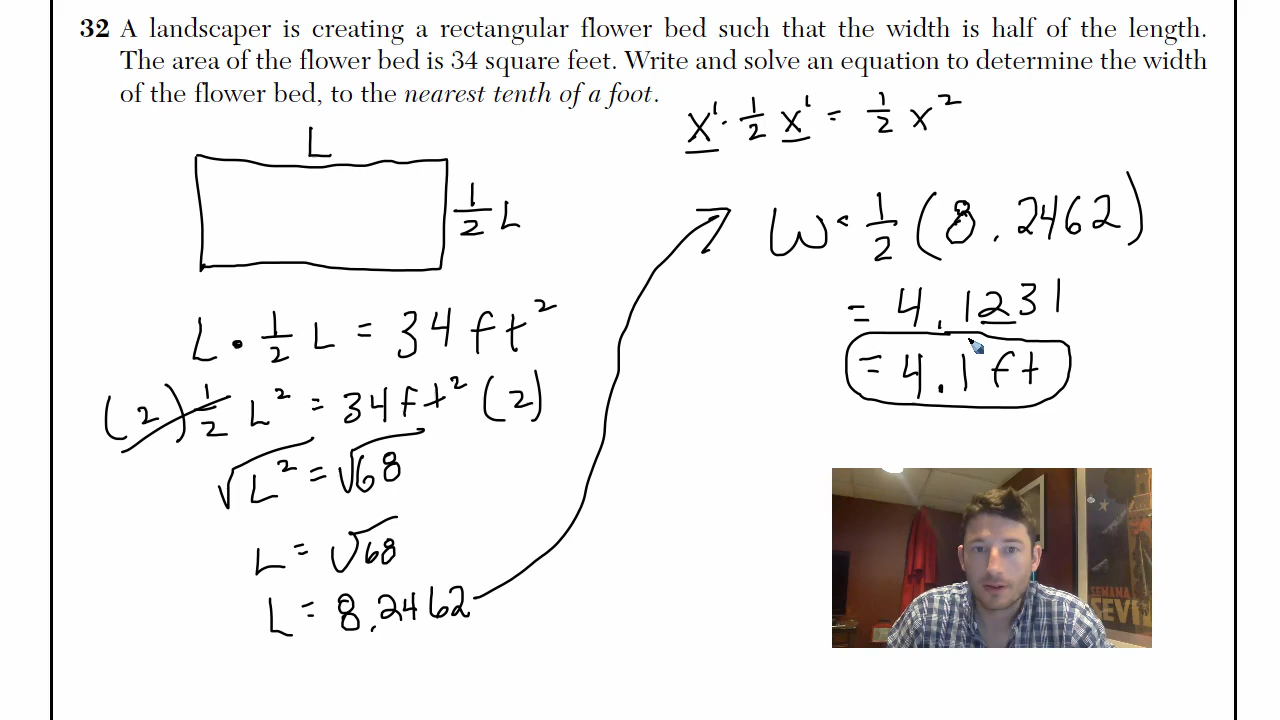 32 A landscaper is creating a rectangular flower bed such that the width is half of the length.
The area of the flower bed is 34 square feet. Write and solve an equation to determine the width
of the flower bed, to the nearest tenth of a foot.
x¹ · 1/2 x¹ = 1/2 x²
L
1/2 L
L · 1/2 L = 34 ft²
(2) 1/2 L² = 34 ft² (2)
√L² = √68
L = √68
L = 8.2462
W = 1/2 (8.2462)
= 4.1231
= 4.1 ft
SEMANA
SEVI